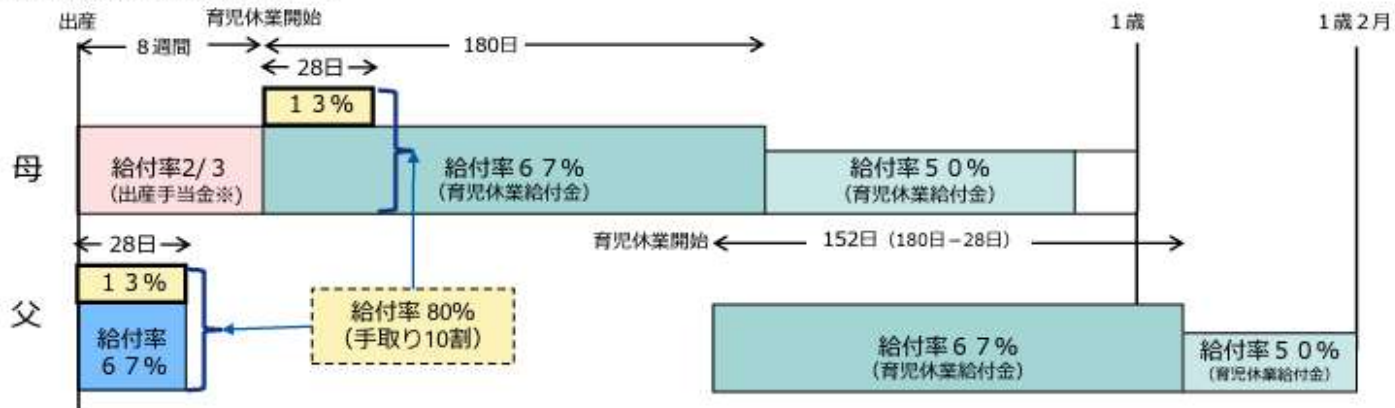 出産
育児休業開始
1歳
1歳2月
8週間
180日
28日
13%
母
給付率2/3
(出産手当金※)
給付率67%
(育児休業給付金)
給付率50%
(育児休業給付金)
28日
育児休業開始
152日(180日-28日)
13%
父
給付率
67%
給付率 80%
(手取り10割)
給付率67%
(育児休業給付金)
給付率50%
(育児休業給付金)